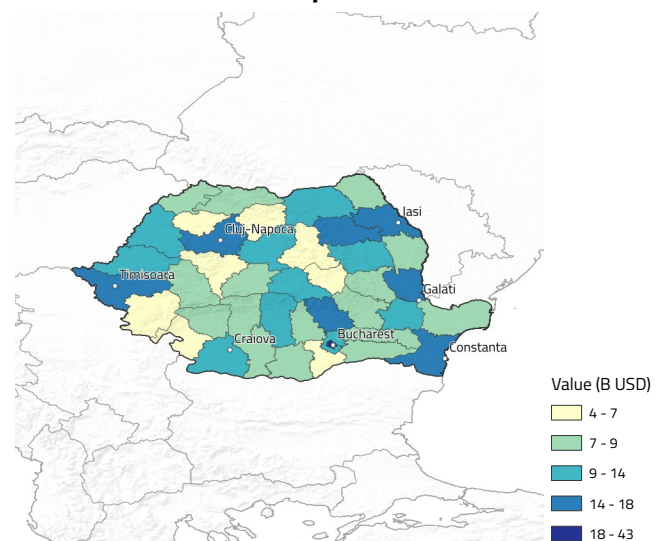 Iasi
Cluj-Napoca
Timisoara
Galati
Bucharest
Craiova
Constanta
Value (B USD)
4 - 7
7 - 9
9 - 14
14 - 18
18 - 43